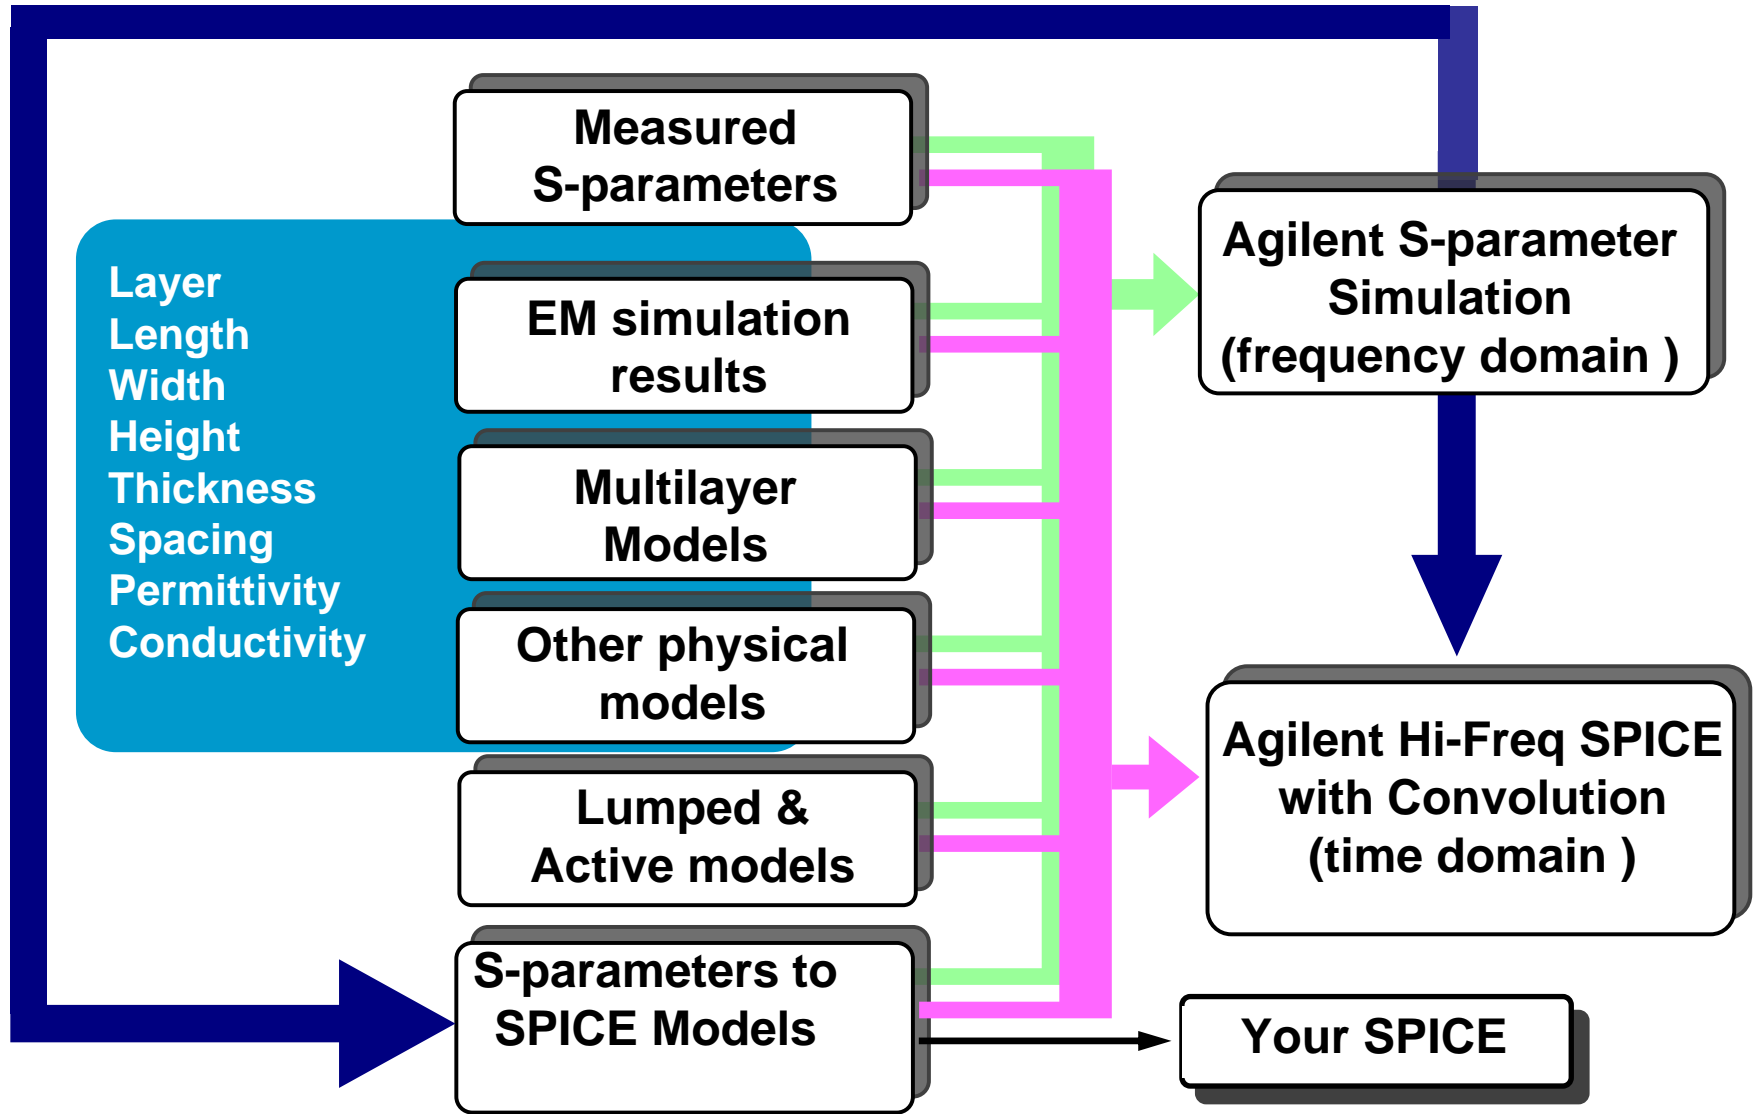 Measured
S-parameters
Layer
Length
Width
Height
Thickness
Spacing
Permittivity
Conductivity
EM simulation
results
Multilayer
Models
Other physical
models
Lumped &
Active models
S-parameters to
SPICE Models
Agilent S-parameter
Simulation
(frequency domain )
Agilent Hi-Freq SPICE
with Convolution
(time domain )
Your SPICE